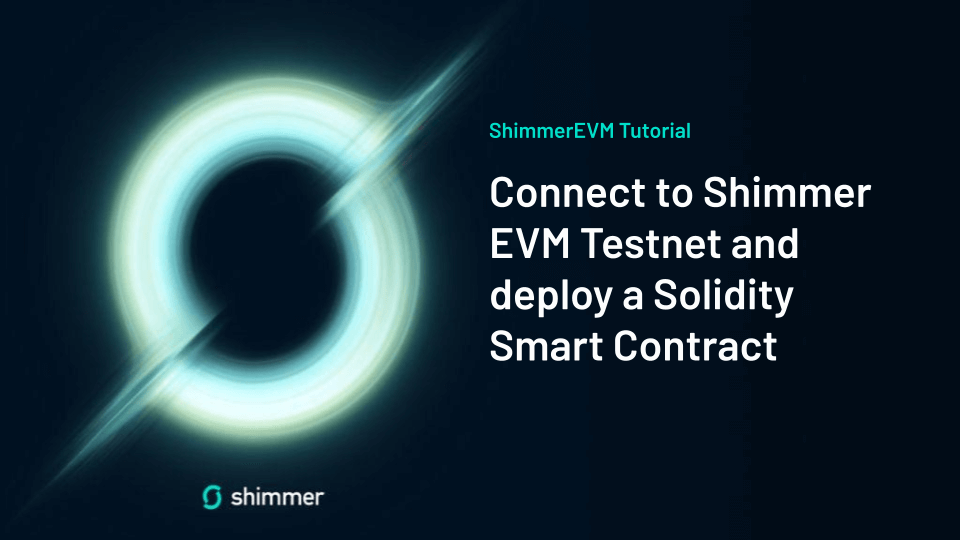 ShimmerEVM Tutorial
Connect to Shimmer
EVM Testnet and
deploy a Solidity
Smart Contract
shimmer